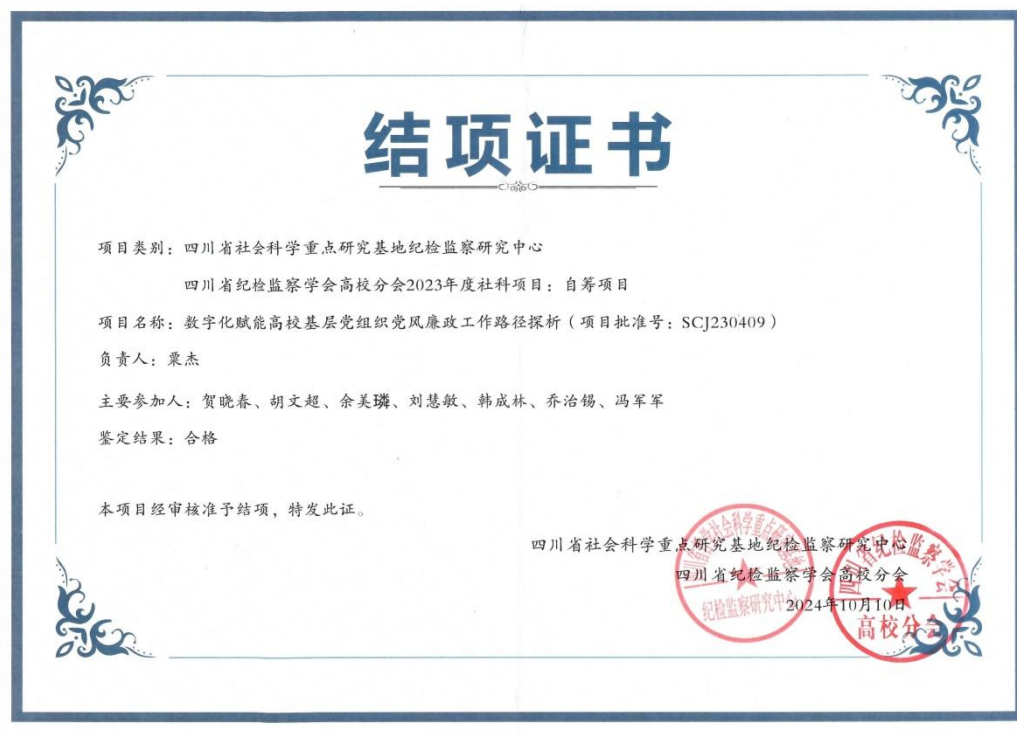 结项证书
项目类别：四川省社会科学重点研究基地纪检监察研究中心
四川省纪检监察学会高校分会2023年度社科项目：自筹项目
项目名称：数字化赋能高校基层党组织党风廉政工作路径探析（项目批准号：SCJ230409）
负责人：粟杰
主要参加人：贺晓春、胡文超、余美璘、刘慧敏、韩成林、乔治锡、冯军军
鉴定结果：合格
本项目经审核准予结项，特发此证。
四川省社会科学重点研究基地纪检监察研究中心
四川省纪检监察学会高校分会
2024年10月10日
纪检监察研究中心
四川省纪检监察学会
高校分会